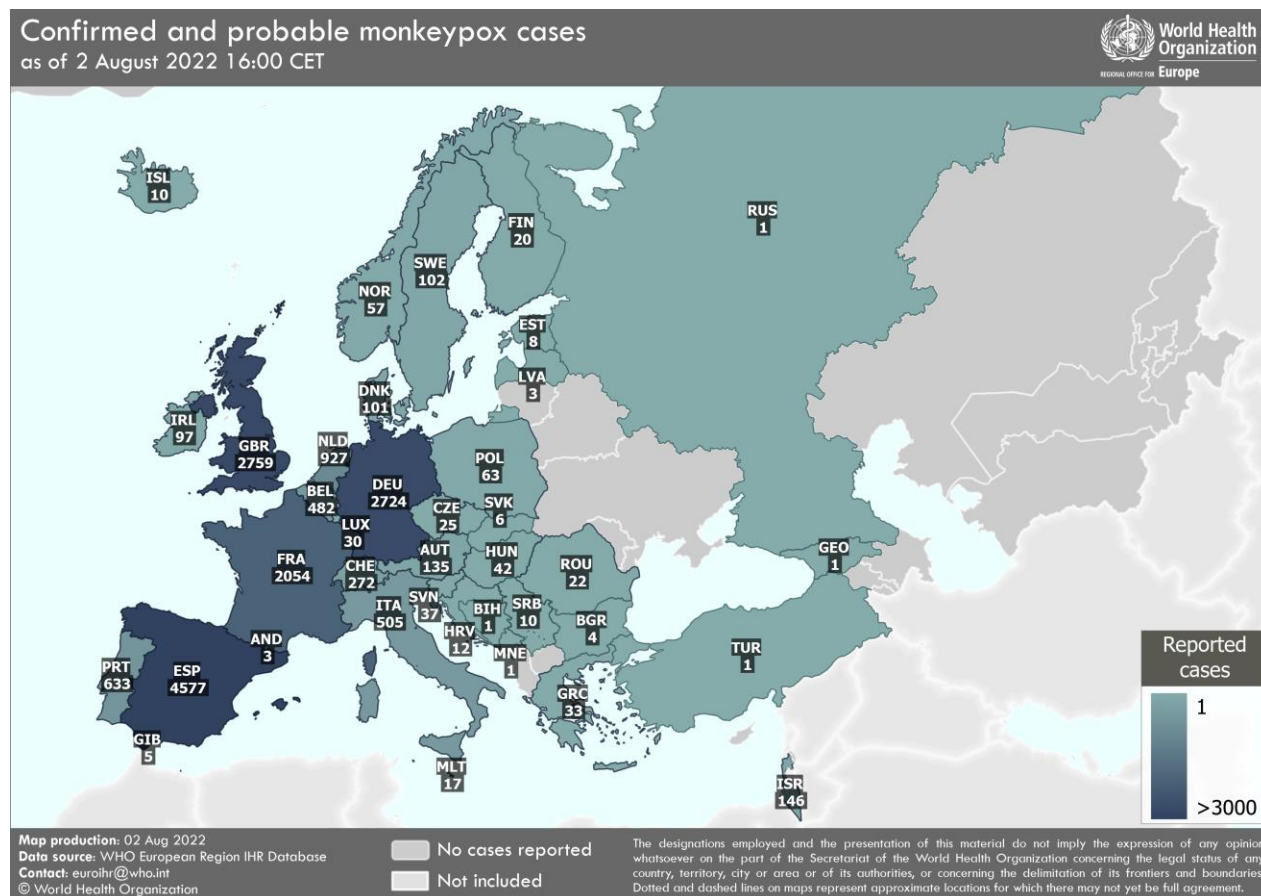 Confirmed and probable monkeypox cases
as of 2 August 2022 16:00 CET
World Health
Organization
REGIONAL OFFICE FOR Europe
ISL
10
RUS
1
FIN
20
SWE
102
NOR
57
EST
8
LVA
3
DNK
101
IRL
97
GBR
2759
NLD
927
POL
63
DEU
2724
BEL
482
SVK
6
CZE
25
LUX
30
AUT
135
HUN
42
GEO
1
FRA
2054
CHE
272
ROU
22
SVN
37
ITA
505
BIH
1
SRB
10
BGR
4
HRV
12
AND
3
MNE
1
TUR
1
PRT
633
ESP
4577
GRC
33
GIB
5
MLT
17
ISR
146
Reported
cases
1
>3000
Map production: 02 Aug 2022
Data source: WHO European Region IHR Database
Contact: euroihr@who.int
© World Health Organization
No cases reported
Not included
The designations employed and the presentation of this material do not imply the expression of any opinion
whatsoever on the part of the Secretariat of the World Health Organization concerning the legal status of any
country, territory, city or area or of its authorities, or concerning the delimitation of its frontiers and boundaries
Dotted and dashed lines on maps represent approximate locations for which there may not yet be full agreement.